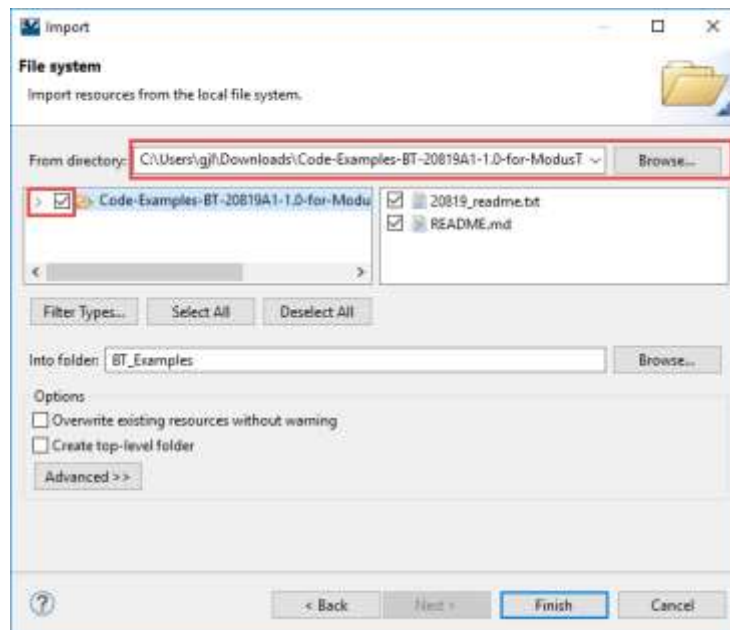 Import
File system
Import resources from the local file system.
From directory: C:\Users\gjl\Downloads\Code-Examples-BT-20819A1-1.0-for-ModusT Browse...
Code-Examples-BT-20819A1-1.0-for-Modu
20819_readme.txt
README.md
Filter Types... Select All Deselect All
Into folder: BT_Examples Browse...
Options
Overwrite existing resources without warning
Create top-level folder
Advanced >>
< Back Next > Finish Cancel